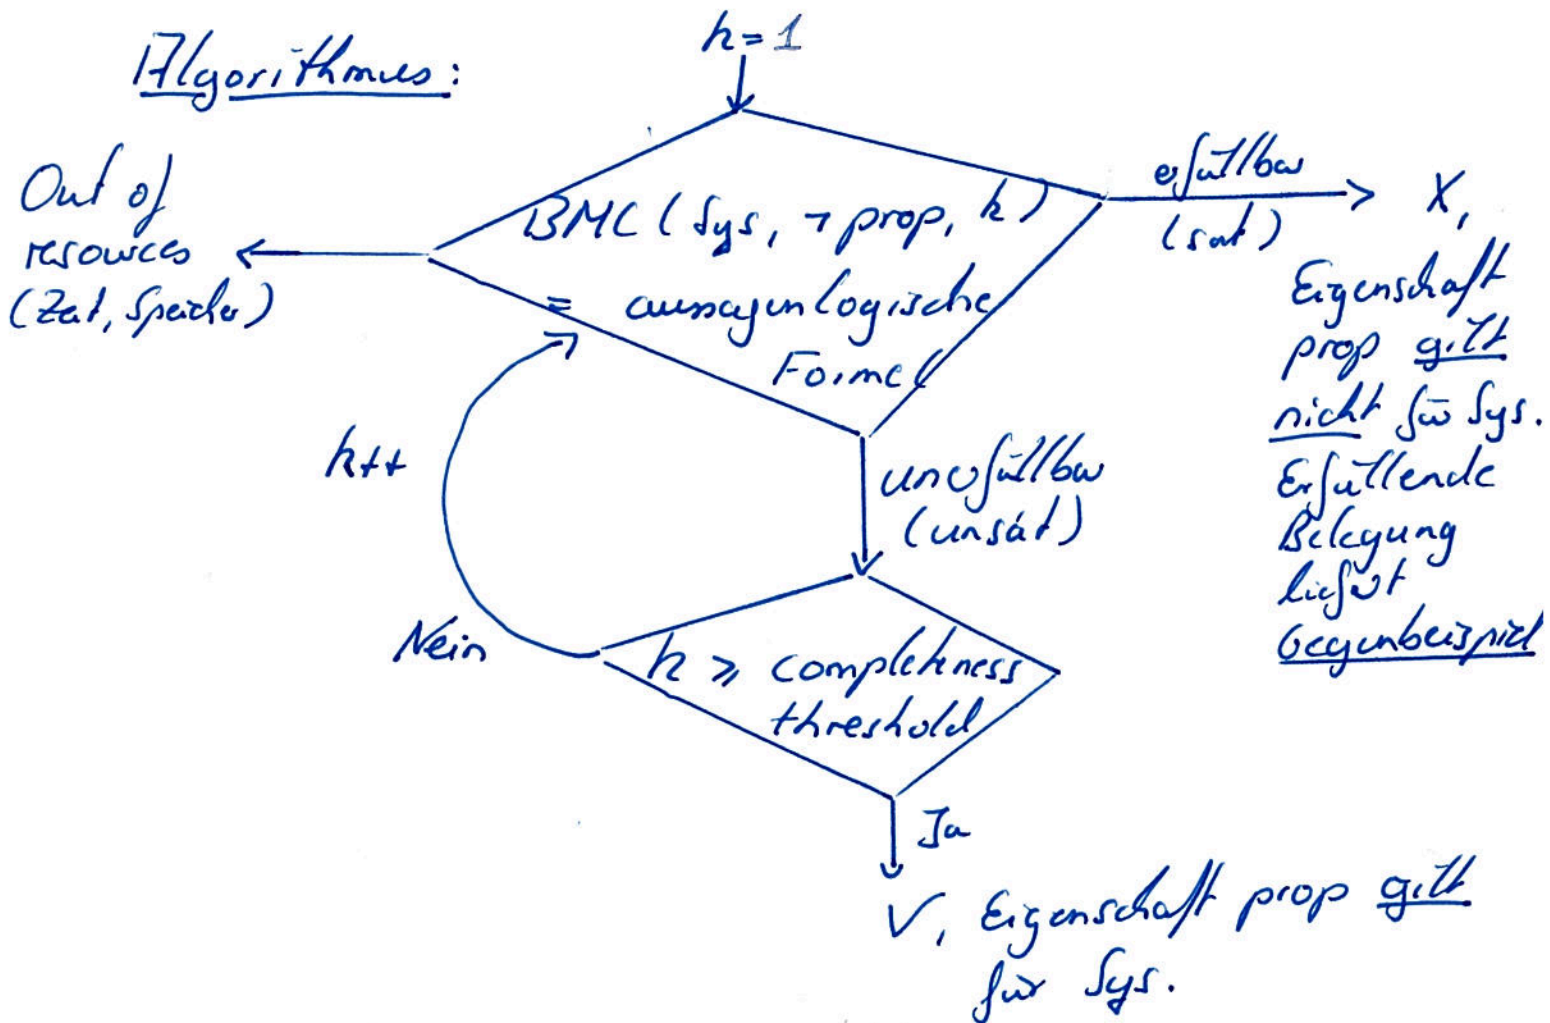 Algorithmus:
k=1
Out of
resources
(Zeit, Speicher)
BMC (Sys, ¬prop, k)
= aussagenlogische
Formel
erfüllbar
(sat)
X,
Eigenschaft
prop gilt
nicht für Sys.
Erfüllende
Belegung
liefert
Gegenbeispiel
k++
unerfüllbar
(unsat)
Nein
k ≥ completeness
threshold
Ja
√, Eigenschaft prop gilt
für Sys.